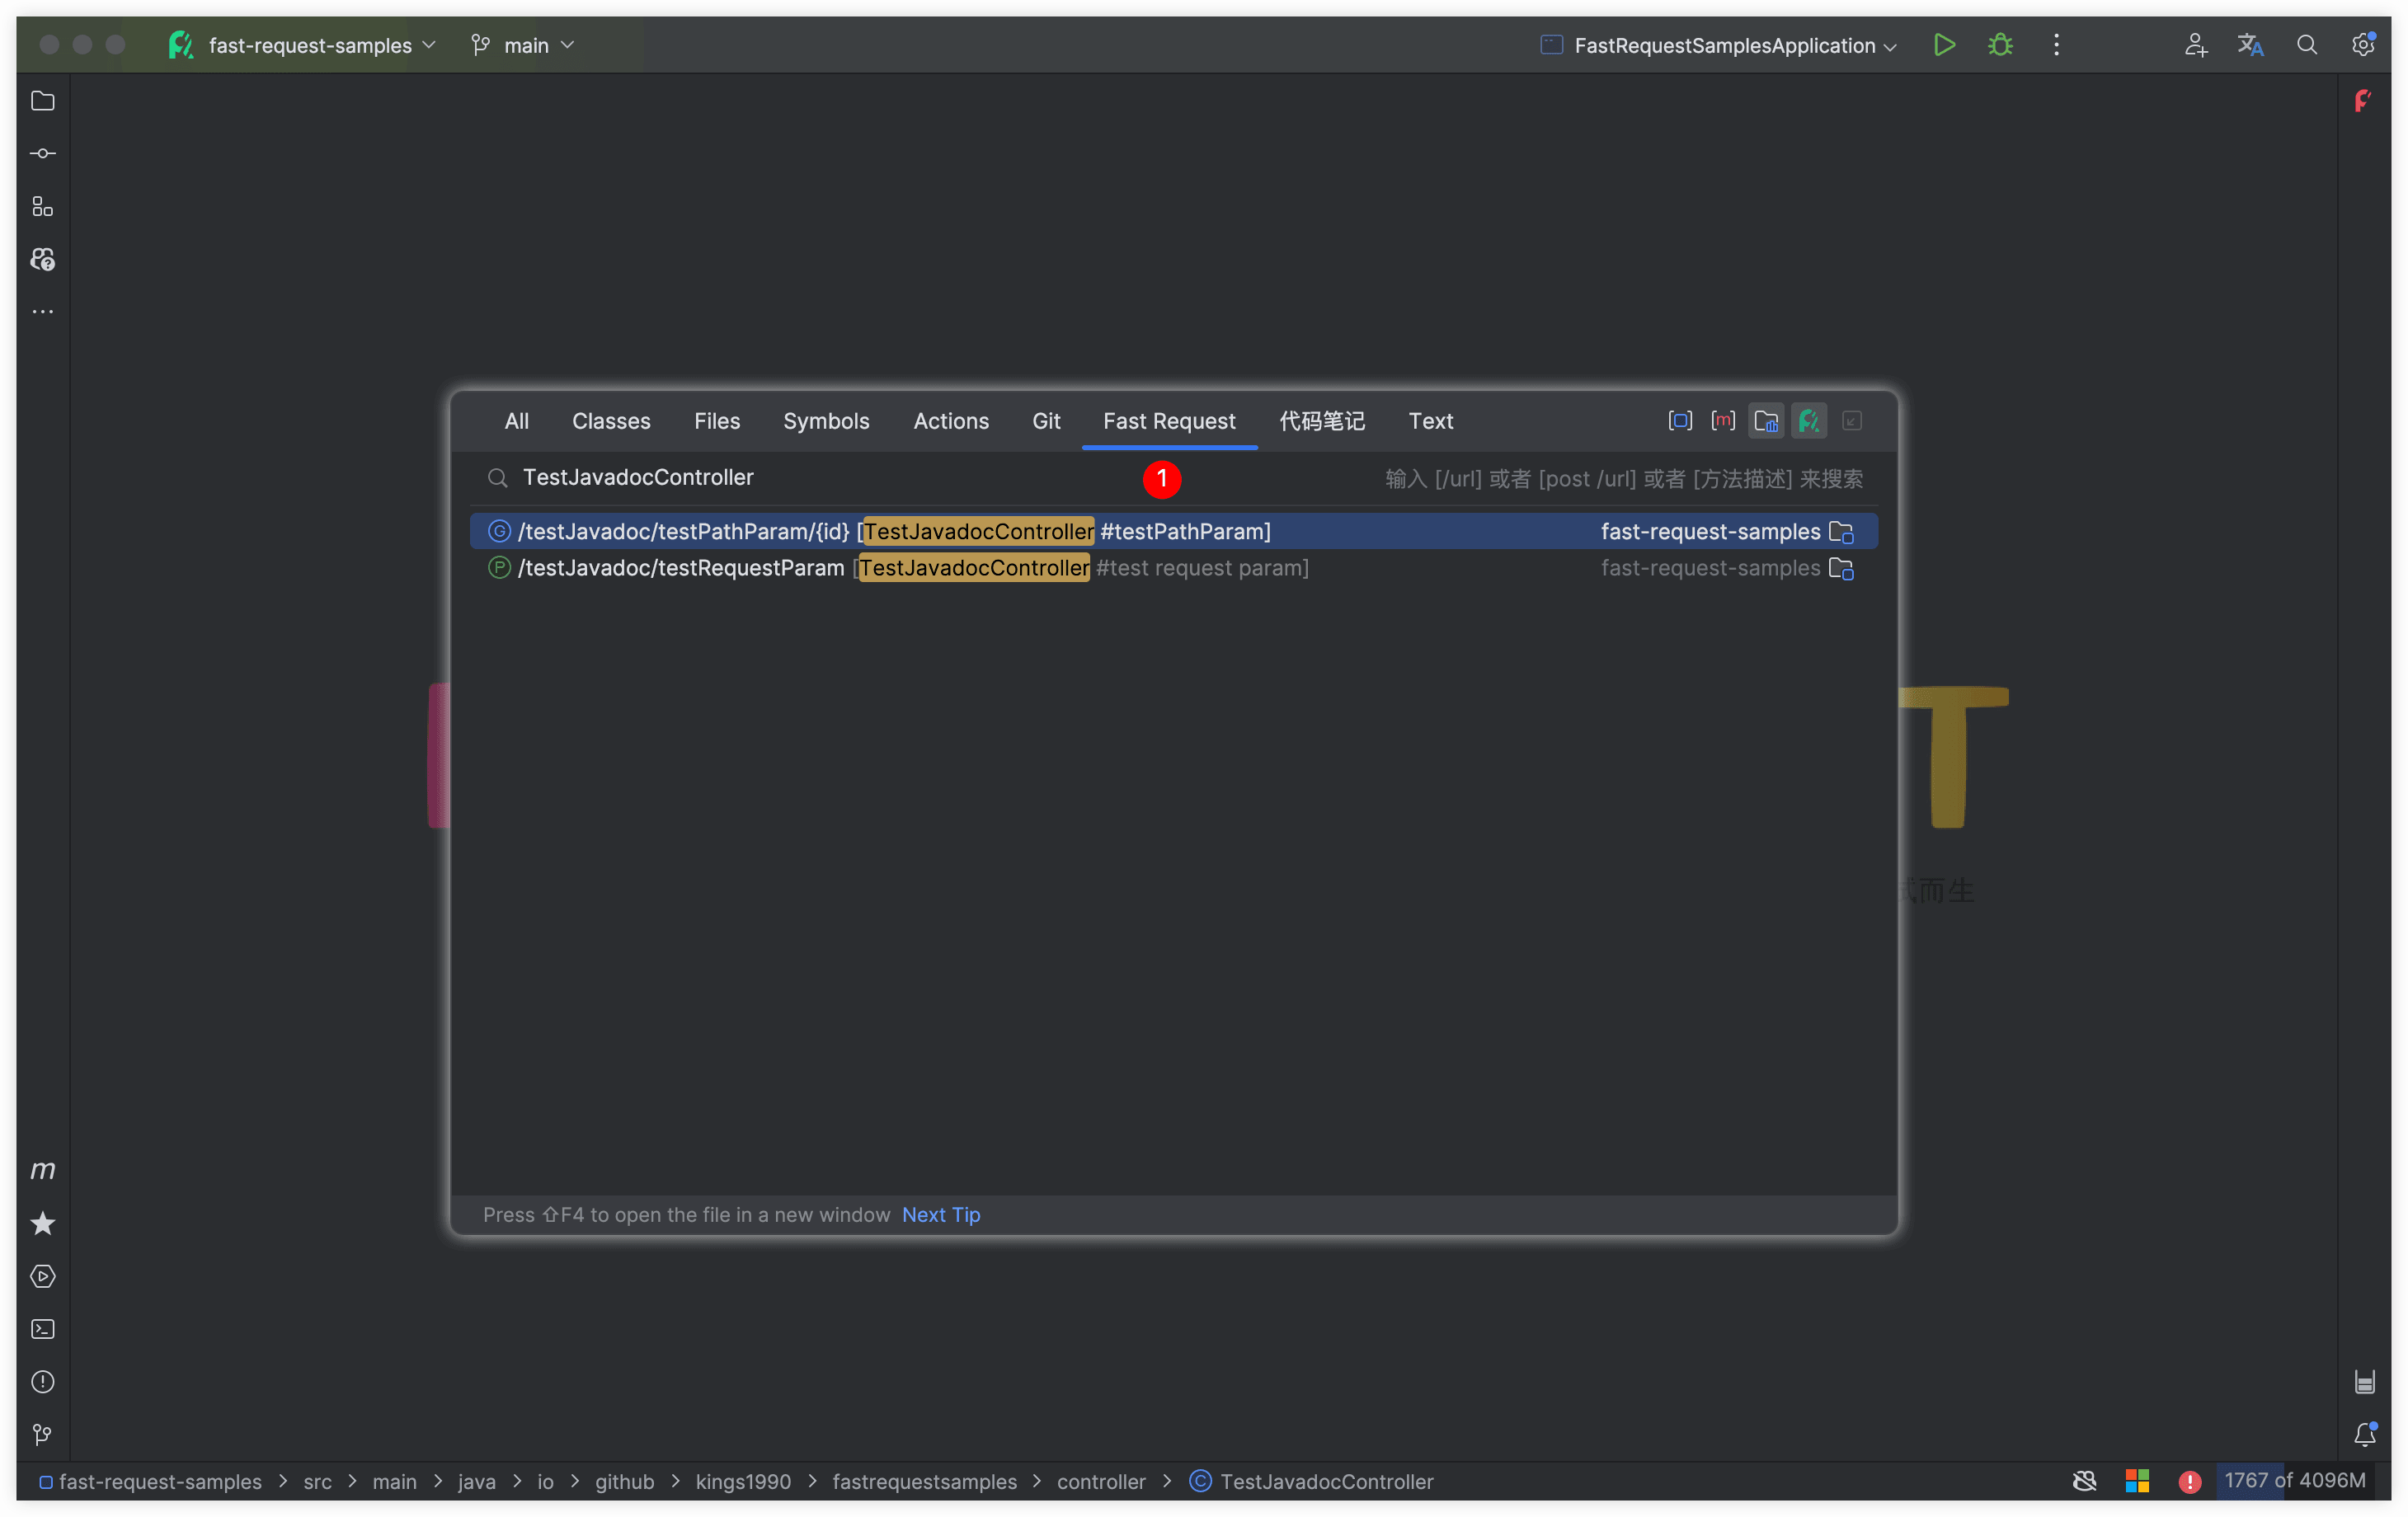 fast-request-samples main FastRequestSamplesApplication
All Classes Files Symbols Actions Git Fast Request 代码笔记 Text
TestJavadocController 1 输入 [/url] 或者 [post /url] 或者 [方法描述] 来搜索
G /testJavadoc/testPathParam/{id} [TestJavadocController #testPathParam] fast-request-samples
P /testJavadoc/testRequestParam [TestJavadocController #test request param] fast-request-samples
T
而生
Press ⇧F4 to open the file in a new window Next Tip
m
fast-request-samples > src > main > java > io > github > kings1990 > fastrequestsamples > controller > C TestJavadocController 1767 of 4096M